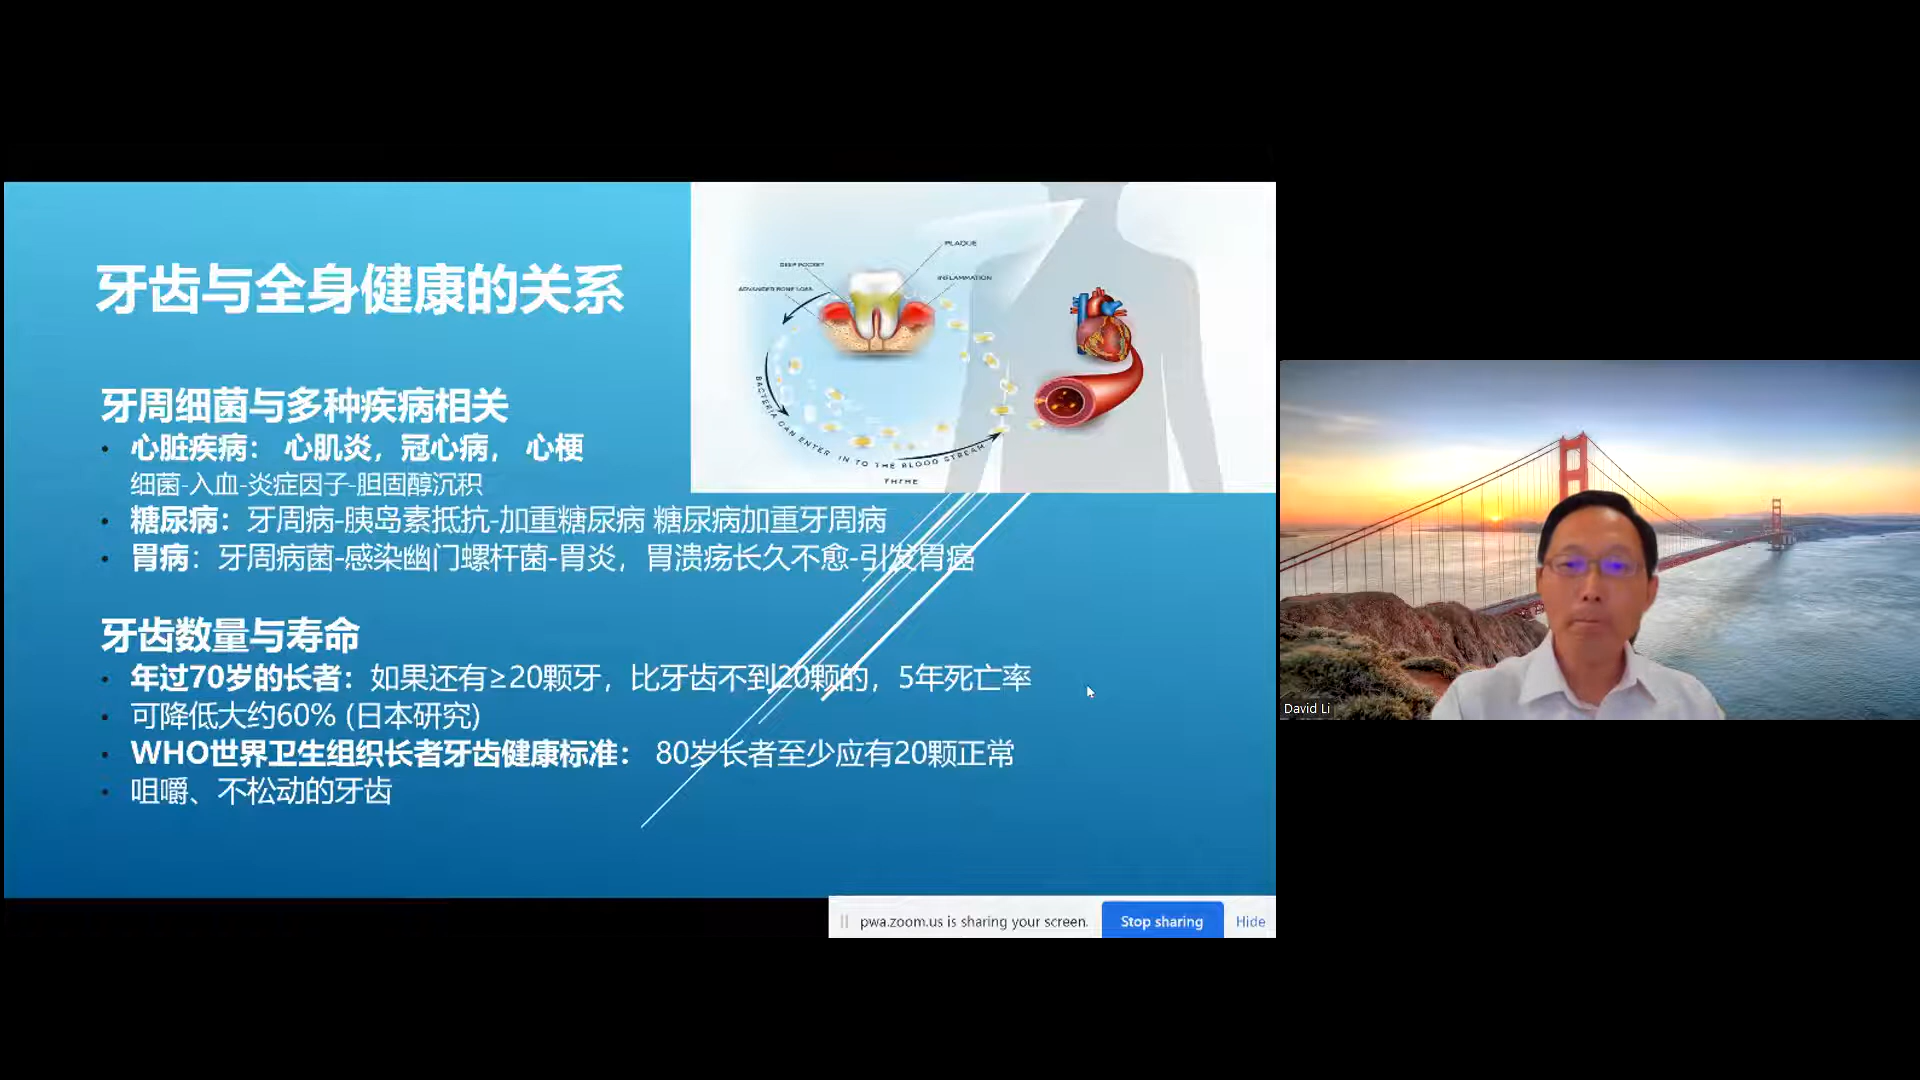 牙齿与全身健康的关系
PLAQUE
DEEP POCKET
INFLAMMATION
ADVANCED BONE LOSS
BACTERIA CAN ENTER IN TO THE BLOOD STREAM
牙周细菌与多种疾病相关
• 心脏疾病： 心肌炎，冠心病， 心梗
细菌-入血-炎症因子-胆固醇沉积
• 糖尿病：牙周病-胰岛素抵抗-加重糖尿病 糖尿病加重牙周病
• 胃病：牙周病菌-感染幽门螺杆菌-胃炎，胃溃疡长久不愈-引发胃癌
牙齿数量与寿命
• 年过70岁的长者：如果还有≥20颗牙，比牙齿不到20颗的，5年死亡率
• 可降低大约60% (日本研究)
• WHO世界卫生组织长者牙齿健康标准： 80岁长者至少应有20颗正常
• 咀嚼、不松动的牙齿
David Li
pwa.zoom.us is sharing your screen.
Stop sharing
Hide